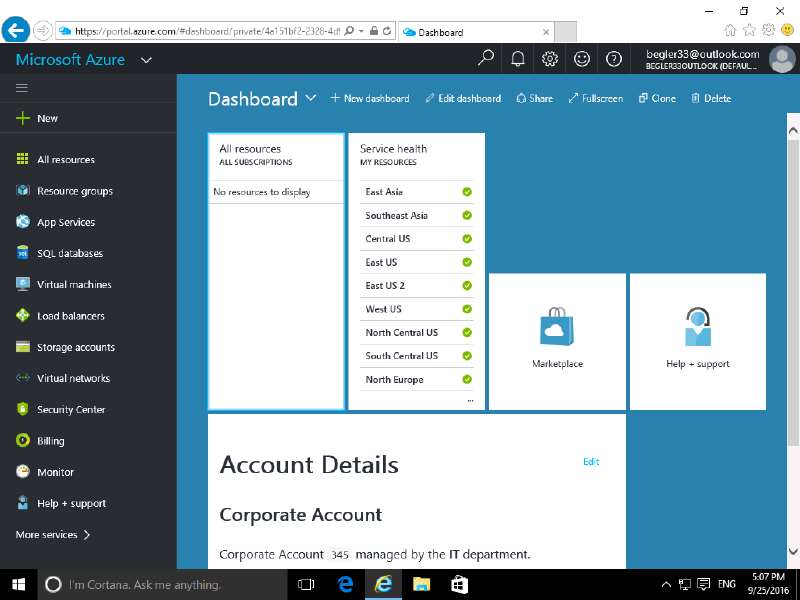 https://portal.azure.com/#dashboard/private/4a151bf2-2328-4d
Dashboard
Microsoft Azure
begler33@outlook.com
BEGLER33OUTLOOK (DEFAUL...
New
All resources
Resource groups
App Services
SQL databases
Virtual machines
Load balancers
Storage accounts
Virtual networks
Security Center
Billing
Monitor
Help + support
More services
Dashboard
New dashboard
Edit dashboard
Share
Fullscreen
Clone
Delete
All resources
ALL SUBSCRIPTIONS
No resources to display
Service health
MY RESOURCES
East Asia
Southeast Asia
Central US
East US
East US 2
West US
North Central US
South Central US
North Europe
...
Marketplace
Help + support
Account Details
Edit
Corporate Account
Corporate Account 345 managed by the IT department.
I'm Cortana. Ask me anything.
ENG
5:07 PM
9/25/2016